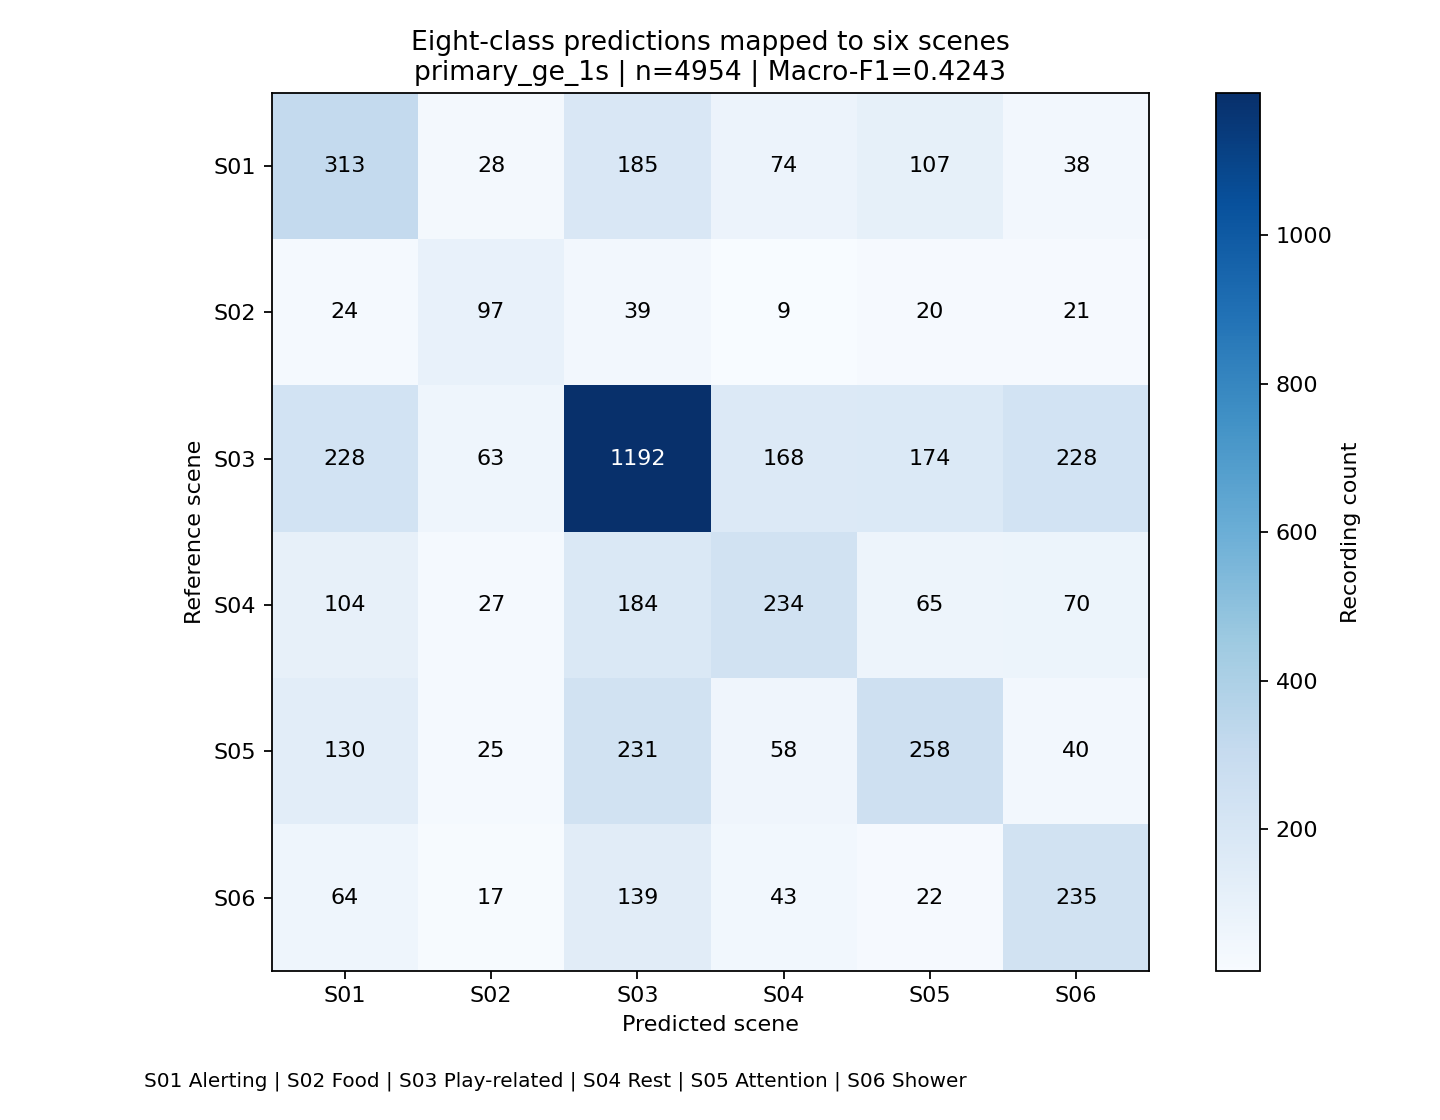 Eight-class predictions mapped to six scenes
primary_ge_1s | n=4954 | Macro-F1=0.4243
S01 313 28 185 74 107 38
S02 24 97 39 9 20 21
S03 228 63 1192 168 174 228
S04 104 27 184 234 65 70
S05 130 25 231 58 258 40
S06 64 17 139 43 22 235
S01 S02 S03 S04 S05 S06
Predicted scene
Reference scene
1000
800
600
400
200
Recording count
S01 Alerting | S02 Food | S03 Play-related | S04 Rest | S05 Attention | S06 Shower